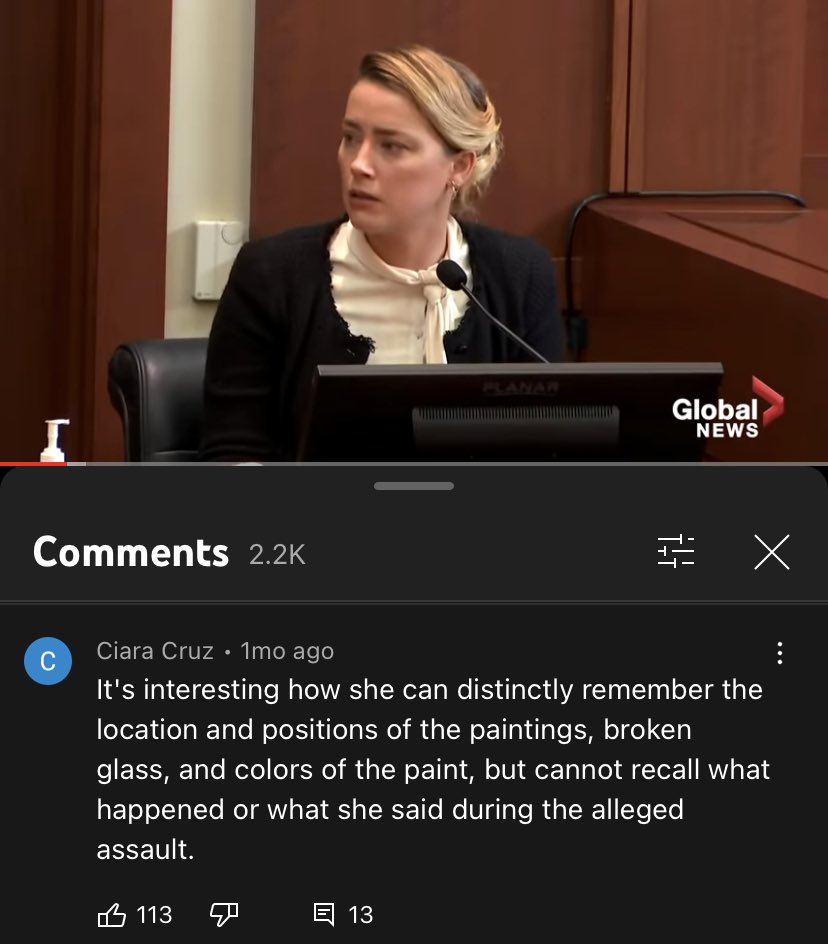 PLANAR
Global
NEWS
Comments 2.2K
C
Ciara Cruz • 1mo ago
It's interesting how she can distinctly remember the
location and positions of the paintings, broken
glass, and colors of the paint, but cannot recall what
happened or what she said during the alleged
assault.
113 13